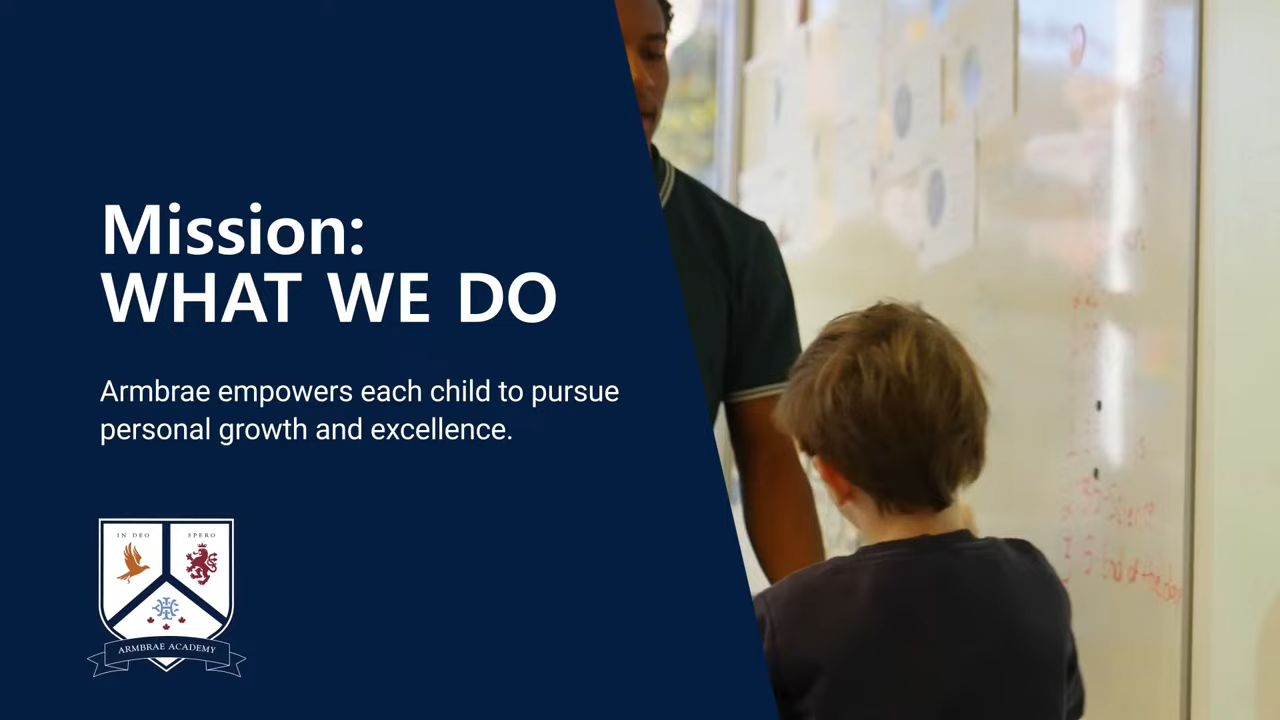 Mission:
WHAT WE DO
Armbrae empowers each child to pursue
personal growth and excellence.
IN DEO
SPERO
ARMBRAE ACADEMY